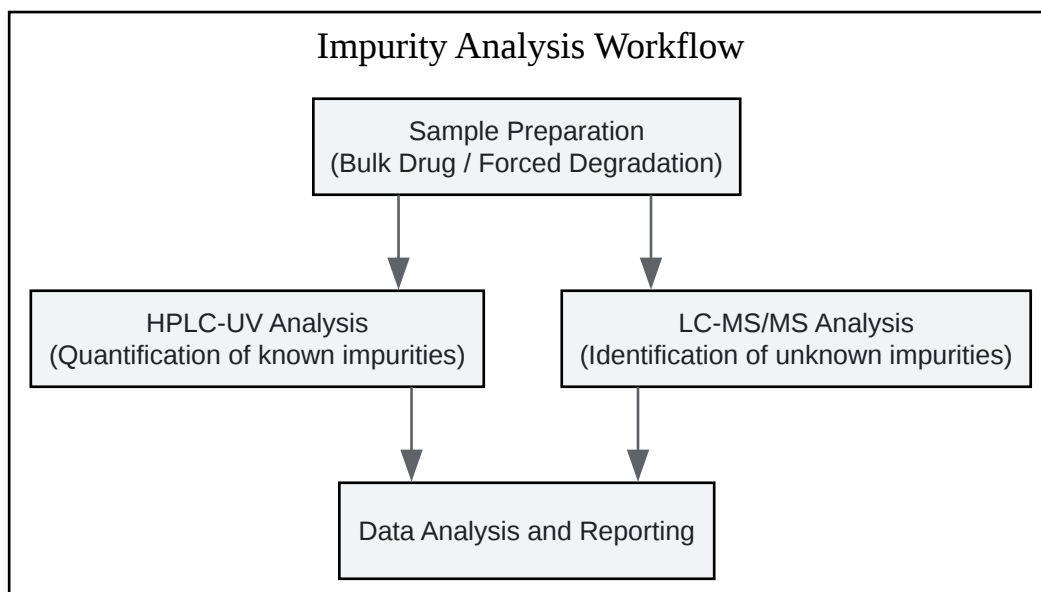 Impurity Analysis Workflow
Sample Preparation
(Bulk Drug / Forced Degradation)
HPLC-UV Analysis
(Quantification of known impurities)
LC-MS/MS Analysis
(Identification of unknown impurities)
Data Analysis and Reporting